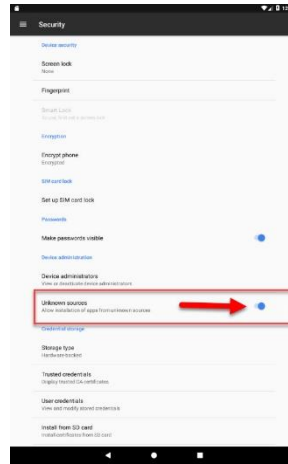 Security
Device security
Screen lock
None
Fingerprint
Smart Lock
Encryption
Encrypt phone
Encrypted
SIM card lock
Set up SIM card lock
Passwords
Make passwords visible
Device administration
Device administrators
View or deactivate device administrators
Unknown sources
Allow installation of apps from unknown sources
Credential storage
Storage type
Hardware-backed
Trusted credentials
Display trusted CA certificates
User credentials
View and modify stored credentials
Install from SD card
Install certificates from SD card